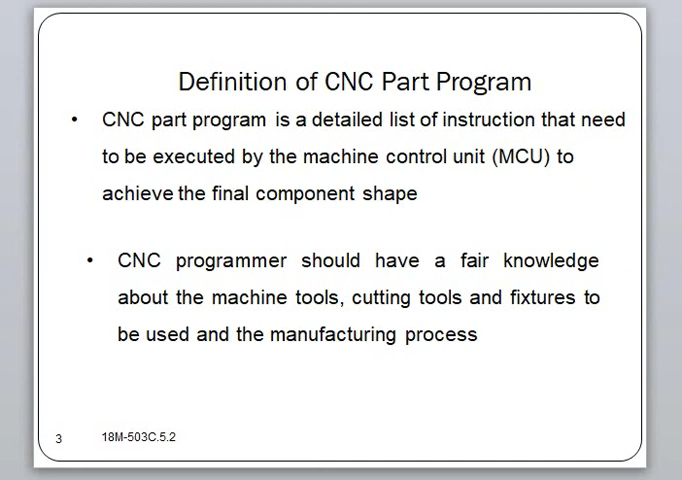 Definition of CNC Part Program
• CNC part program is a detailed list of instruction that need
to be executed by the machine control unit (MCU) to
achieve the final component shape
• CNC programmer should have a fair knowledge
about the machine tools, cutting tools and fixtures to
be used and the manufacturing process
3 18M-503C.5.2